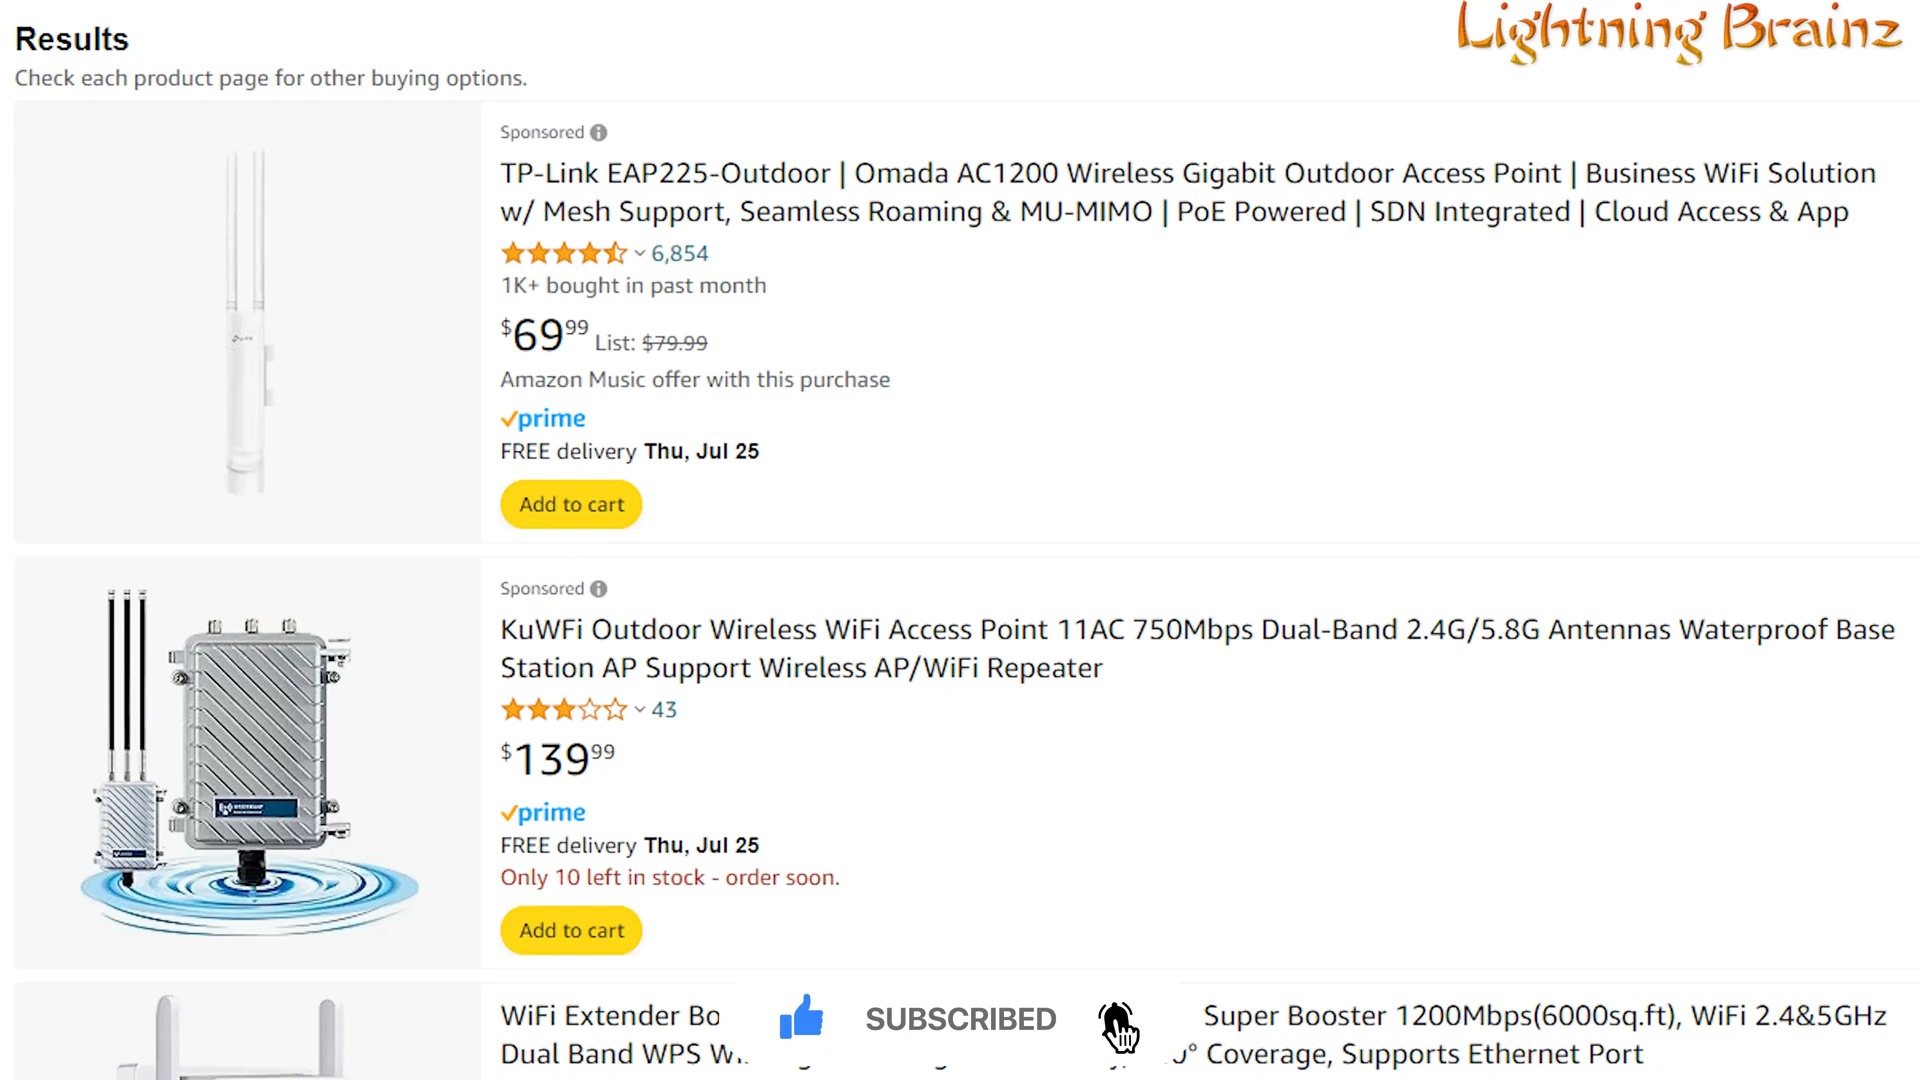 Lightning Brainz
Results
Check each product page for other buying options.
Sponsored
TP-Link EAP225-Outdoor | Omada AC1200 Wireless Gigabit Outdoor Access Point | Business WiFi Solution
w/ Mesh Support, Seamless Roaming & MU-MIMO | PoE Powered | SDN Integrated | Cloud Access & App
6,854
1K+ bought in past month
$69.99 List: $79.99
Amazon Music offer with this purchase
prime
FREE delivery Thu, Jul 25
Add to cart
Sponsored
KuWFi Outdoor Wireless WiFi Access Point 11AC 750Mbps Dual-Band 2.4G/5.8G Antennas Waterproof Base
Station AP Support Wireless AP/WiFi Repeater
43
$139.99
prime
FREE delivery Thu, Jul 25
Only 10 left in stock - order soon.
Add to cart
WiFi Extender Bo SUBSCRIBED Super Booster 1200Mbps(6000sq.ft), WiFi 2.4&5GHz
Dual Band WPS Coverage, Supports Ethernet Port